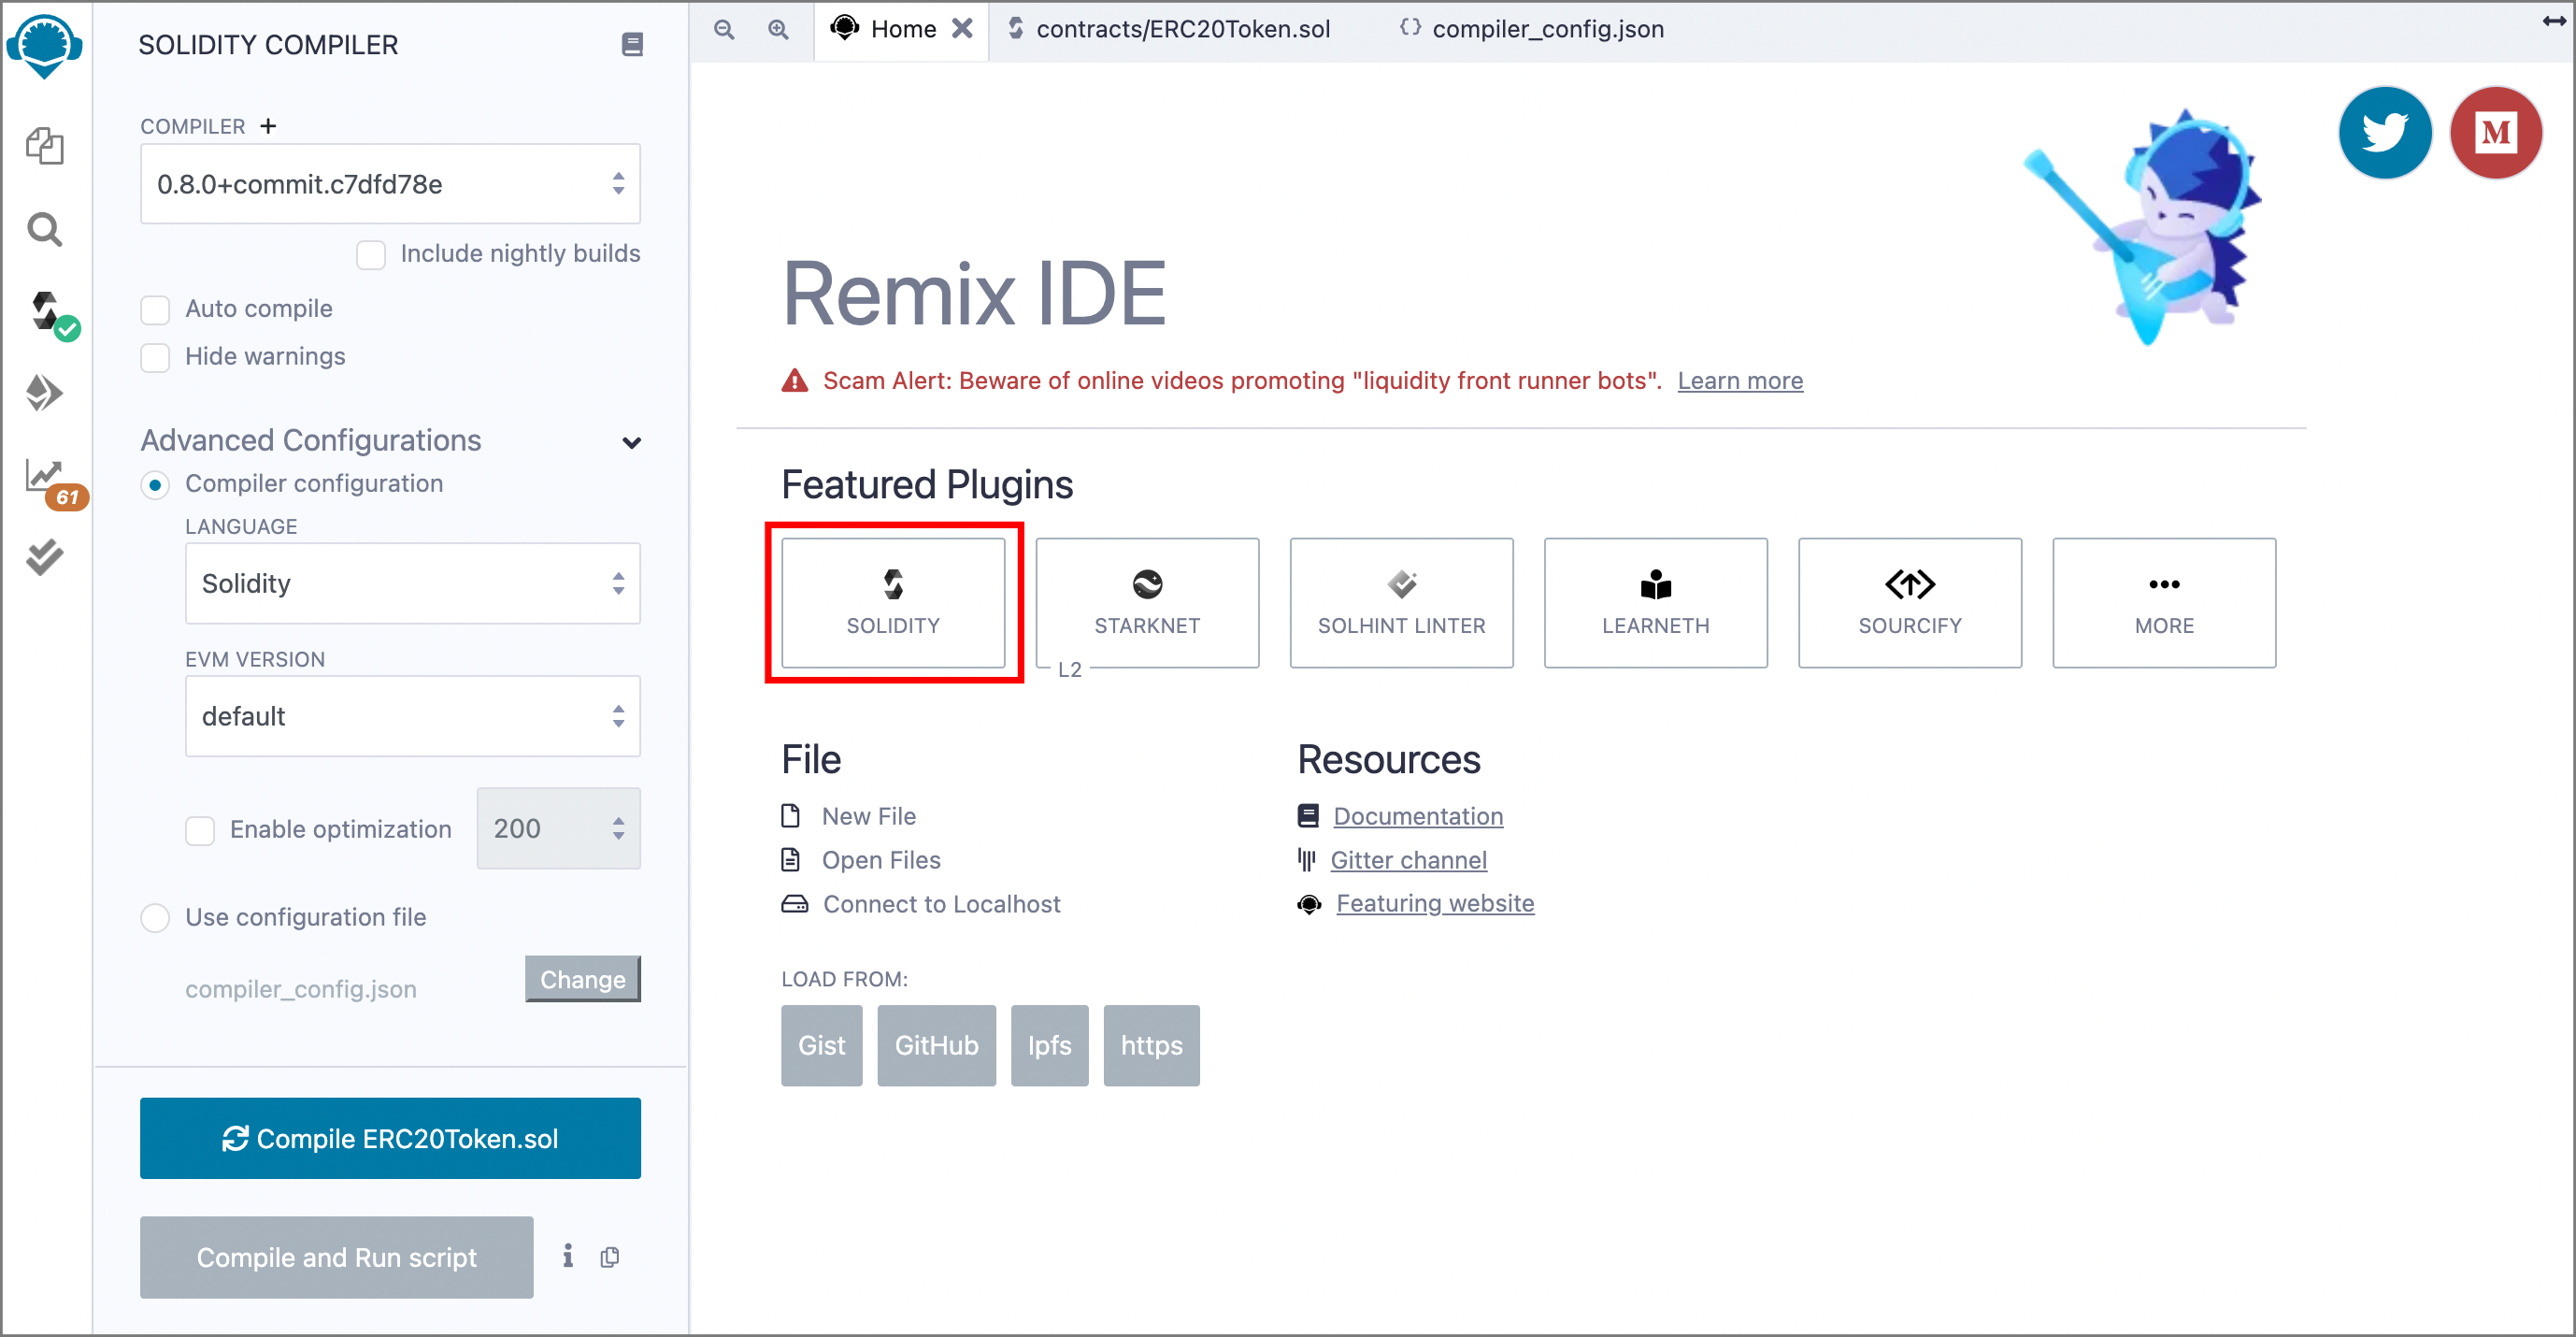 SOLIDITY COMPILER
COMPILER +
0.8.0+commit.c7dfd78e
Include nightly builds
Auto compile
Hide warnings
Advanced Configurations
Compiler configuration
LANGUAGE
Solidity
EVM VERSION
default
Enable optimization 200
Use configuration file
compiler_config.json Change
Compile ERC20Token.sol
Compile and Run script
61
Home contracts/ERC20Token.sol {} compiler_config.json
M
Remix IDE
Scam Alert: Beware of online videos promoting "liquidity front runner bots". Learn more
Featured Plugins
SOLIDITY
STARKNET
L2
SOLHINT LINTER
LEARNETH
SOURCIFY
MORE
File
New File
Open Files
Connect to Localhost
Resources
Documentation
Gitter channel
Featuring website
LOAD FROM:
Gist GitHub Ipfs https